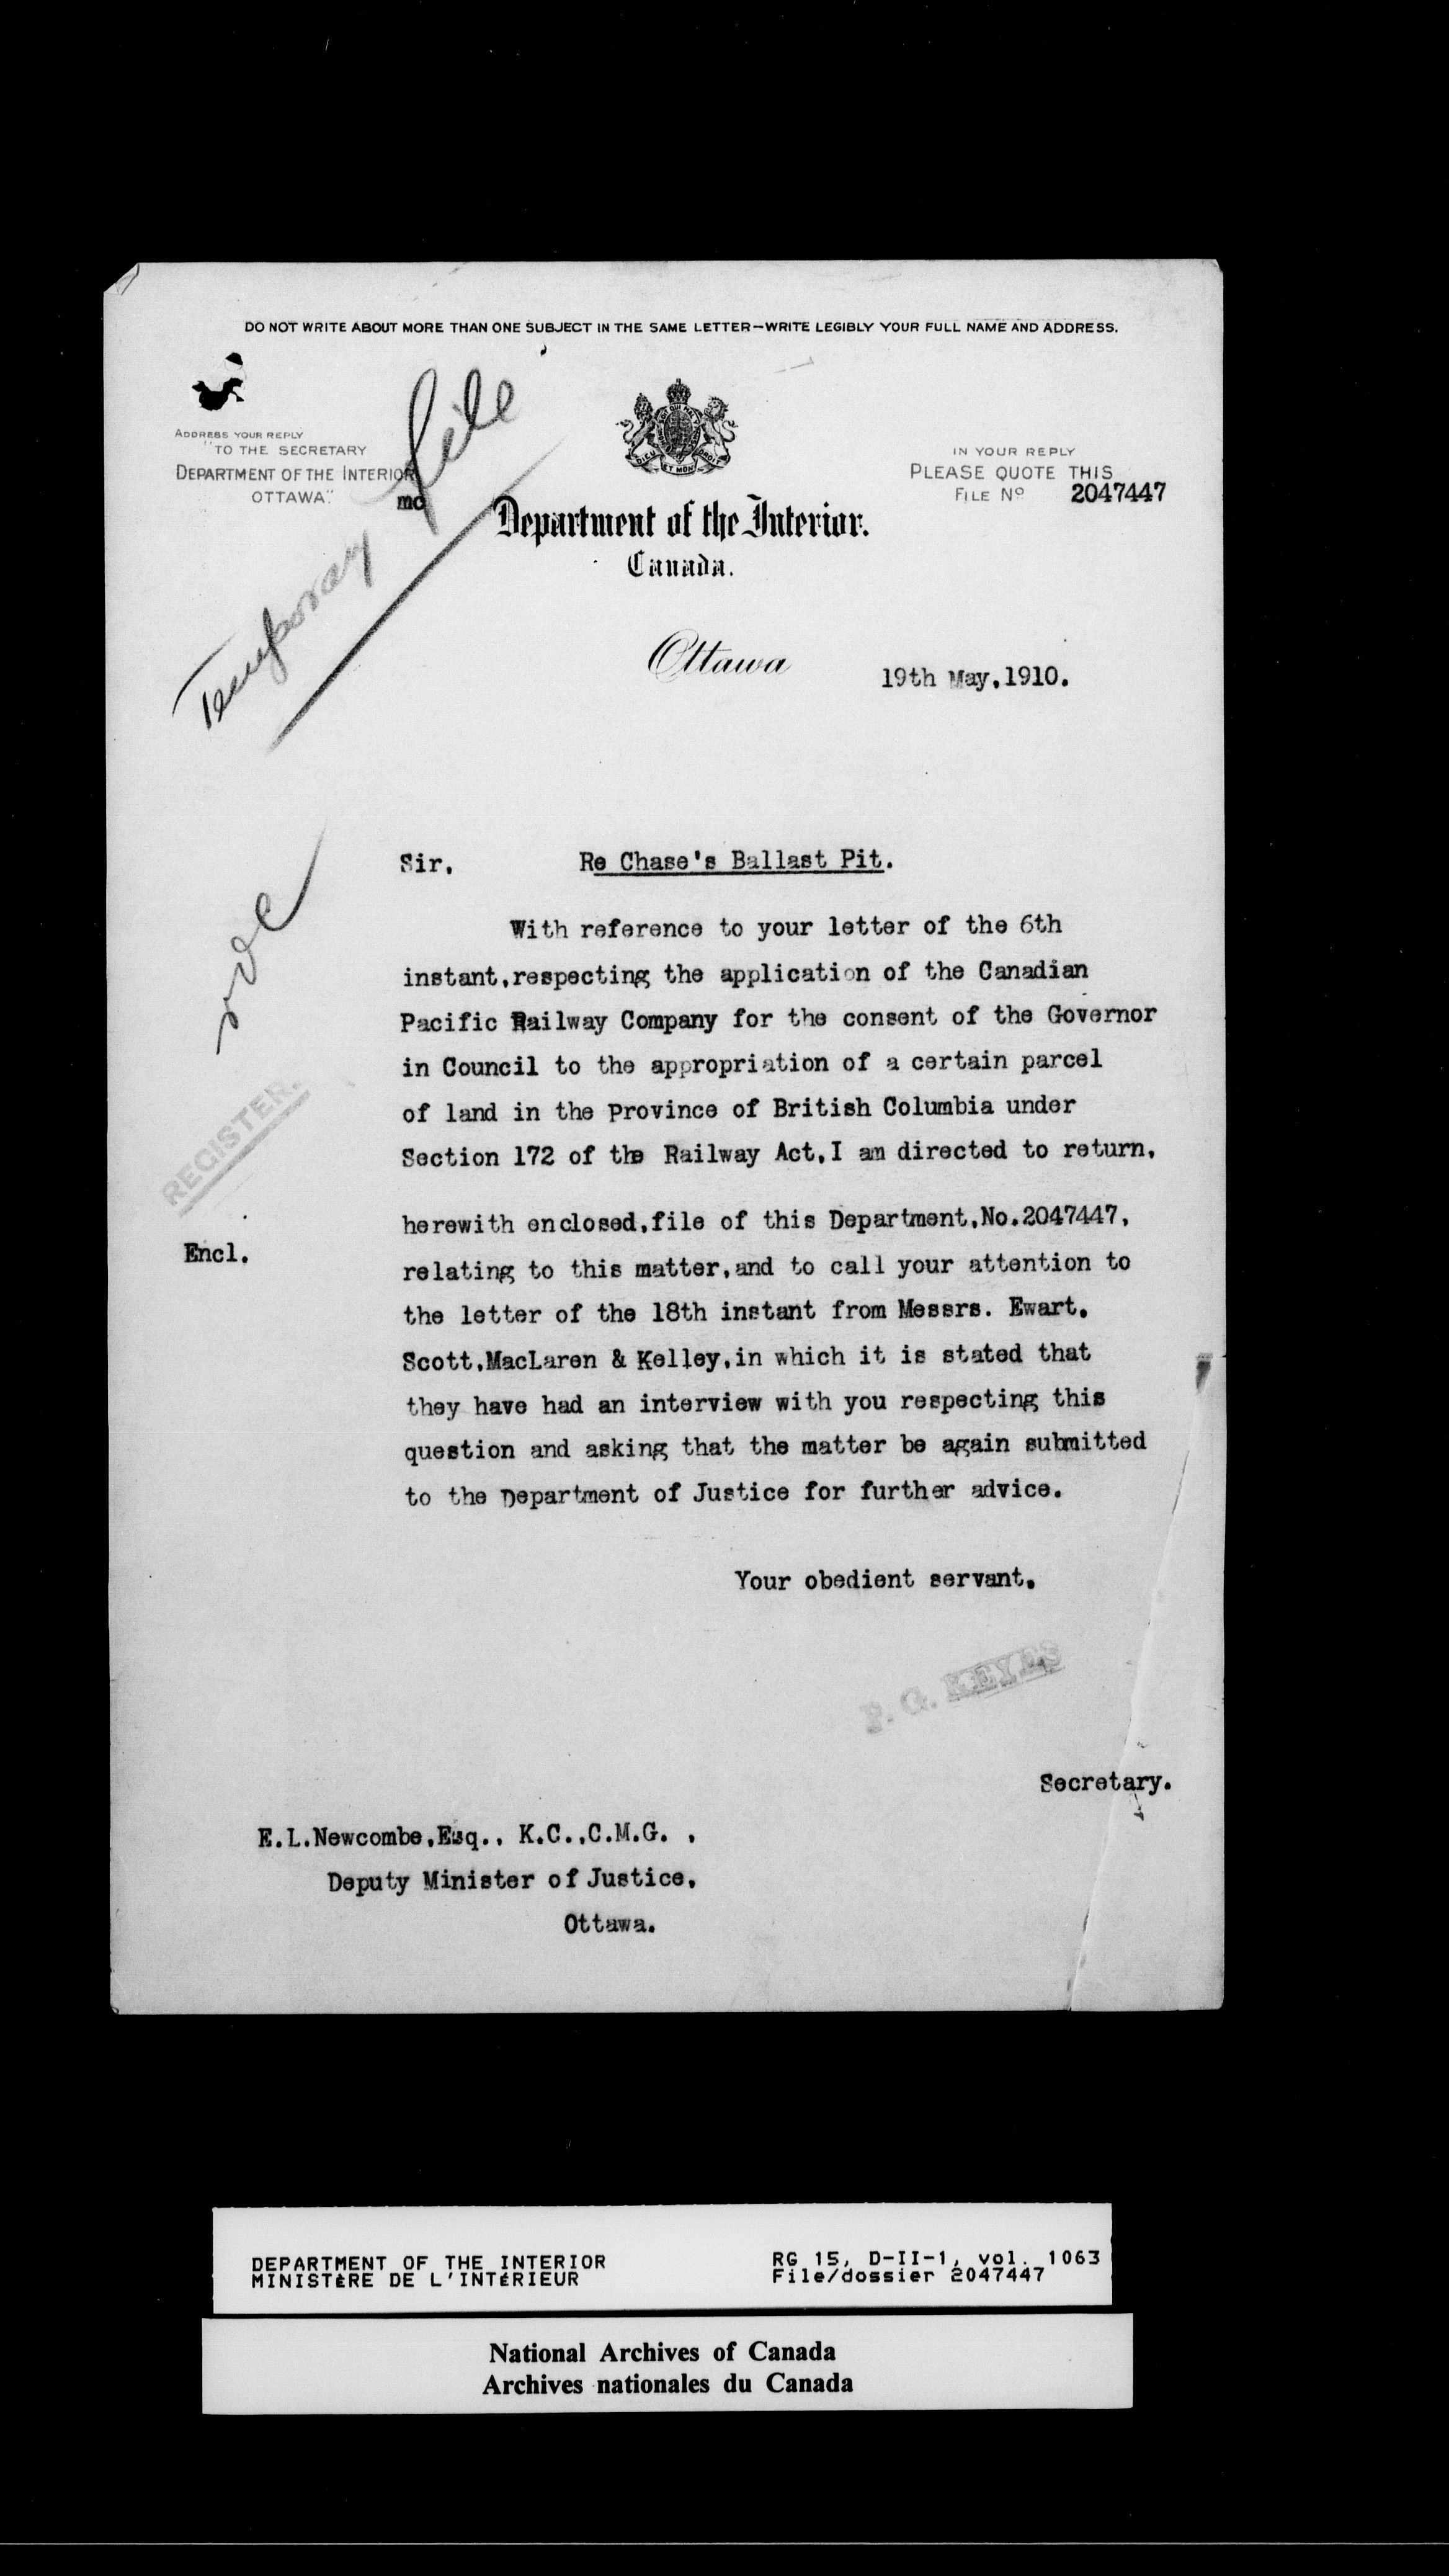 DO NOT WRITE ABOUT MORE THAN ONE SUBJECT IN THE SAME LETTER—WRITE LEGIBLY YOUR FULL NAME AND ADDRESS.
ADDRESS YOUR REPLY
"TO THE SECRETARY
DEPARTMENT OF THE INTERIOR
OTTAWA."
mc
Temporay file
IN YOUR REPLY
PLEASE QUOTE THIS
FILE No 2047447
DIEU ET MON DROIT
Department of the Interior.
Canada.
Ottawa 19th May,1910.
Sir, Re Chase's Ballast Pit.
With reference to your letter of the 6th
instant,respecting the application of the Canadian
Pacific Railway Company for the consent of the Governor
in Council to the appropriation of a certain parcel
of land in the Province of British Columbia under
Section 172 of the Railway Act,I am directed to return,
REGISTER.
herewith enclosed,file of this Department,No.2047447,
Encl.
relating to this matter,and to call your attention to
the letter of the 18th instant from Messrs. Ewart,
Scott,MacLaren & Kelley,in which it is stated that
they have had an interview with you respecting this
question and asking that the matter be again submitted
to the Department of Justice for further advice.
Your obedient servant,
P. G. KEYES
Secretary.
E.L.Newcombe,Esq., K.C.,C.M.G. ,
Deputy Minister of Justice,
Ottawa.
DEPARTMENT OF THE INTERIOR
MINISTÈRE DE L'INTÉRIEUR
RG 15, D-II-1, vol. 1063
File/dossier 2047447
National Archives of Canada
Archives nationales du Canada